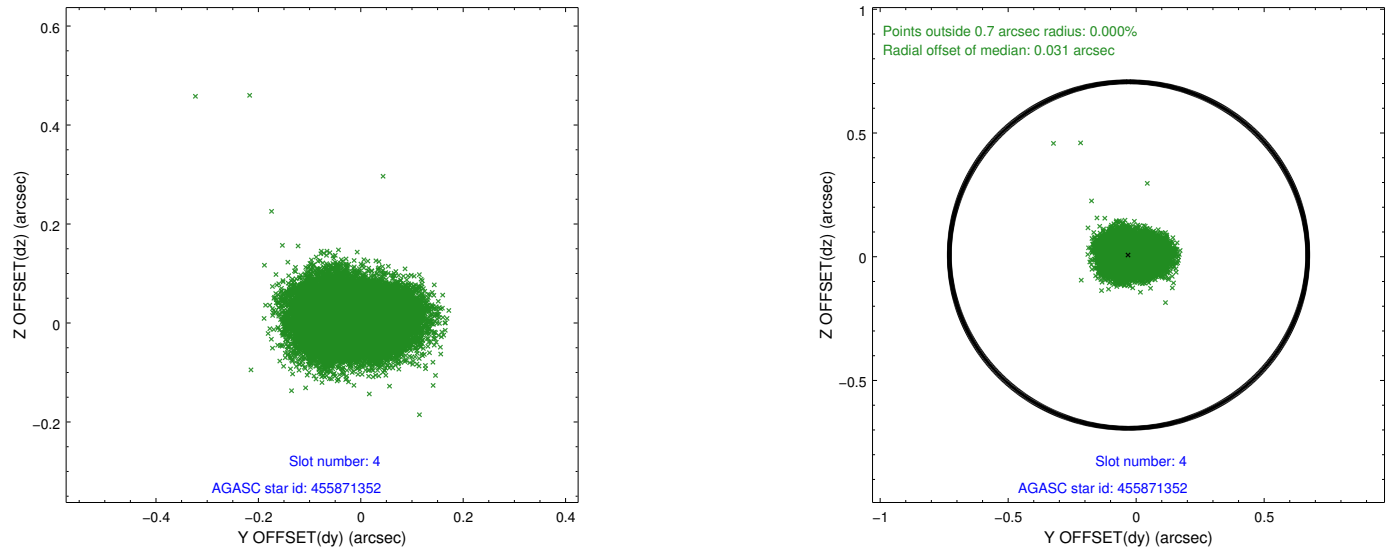 0.6
0.4
0.2
0
−0.2
Z OFFSET(dz) (arcsec)
−0.4
−0.2
0
0.2
0.4
Y OFFSET(dy) (arcsec)
Slot number: 4
AGASC star id: 455871352
1
0.5
0
−0.5
Z OFFSET(dz) (arcsec)
−1
−0.5
0
0.5
Y OFFSET(dy) (arcsec)
Points outside 0.7 arcsec radius: 0.000%
Radial offset of median: 0.031 arcsec
Slot number: 4
AGASC star id: 455871352